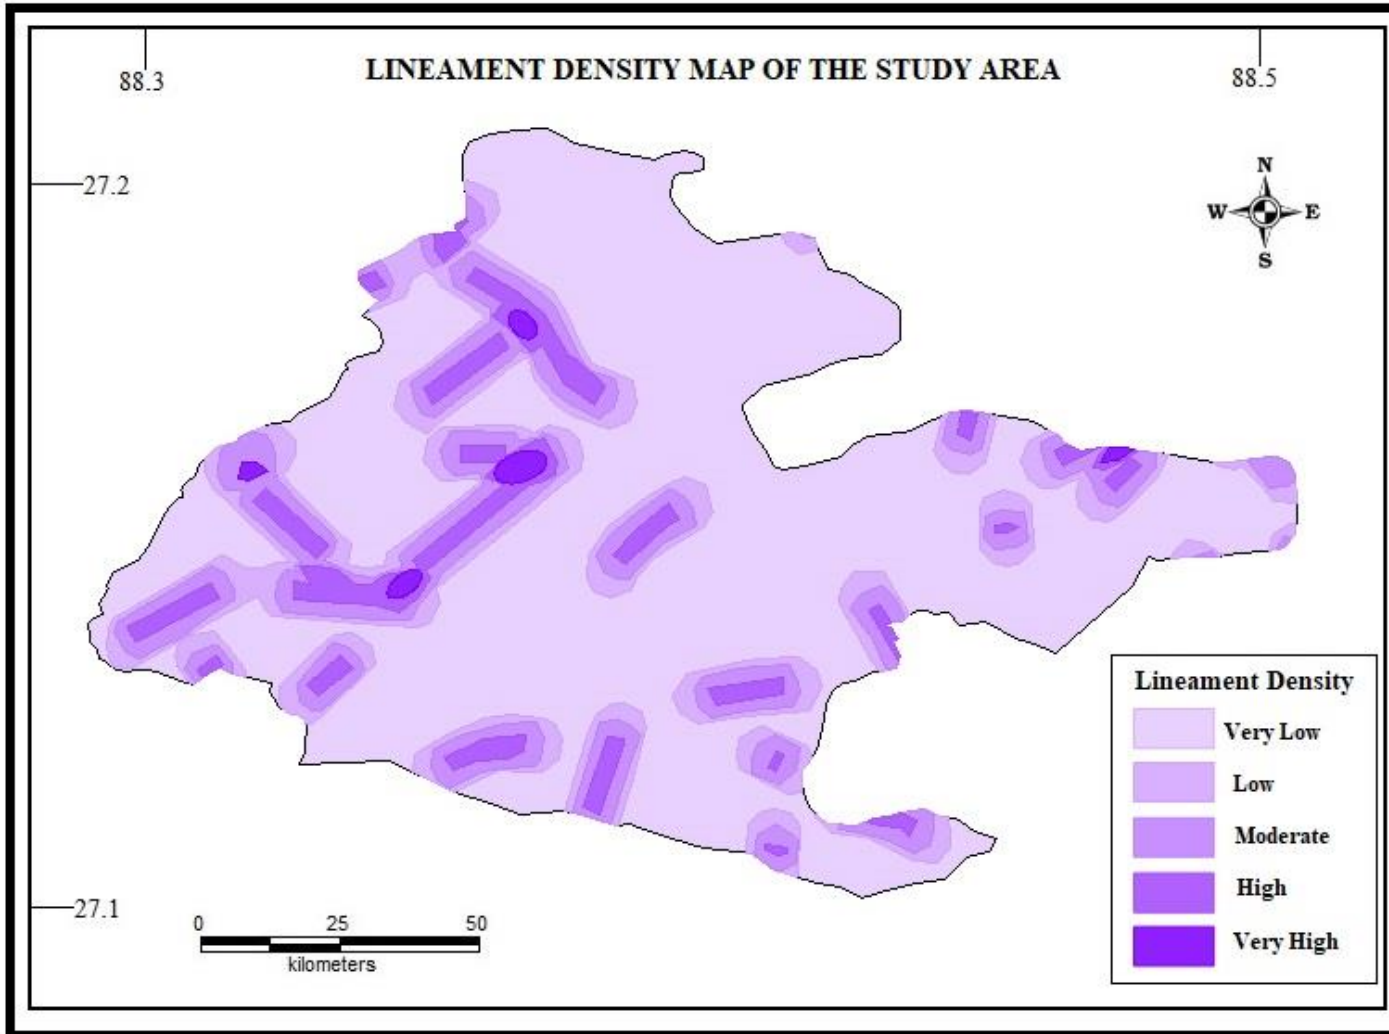 LINEAMENT DENSITY MAP OF THE STUDY AREA
88.3
88.5
27.2
N
W E
S
27.1
0 25 50
kilometers
Lineament Density
Very Low
Low
Moderate
High
Very High